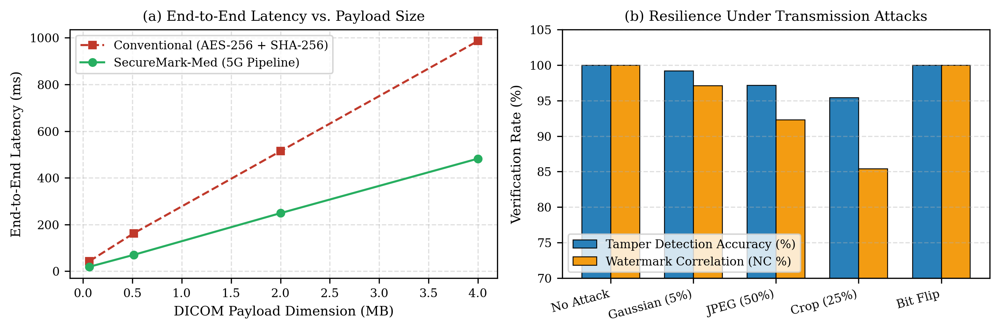 (a) End-to-End Latency vs. Payload Size
End-to-End Latency (ms)
1000
800
600
400
200
0
Conventional (AES-256 + SHA-256)
SecureMark-Med (5G Pipeline)
0.0 0.5 1.0 1.5 2.0 2.5 3.0 3.5 4.0
DICOM Payload Dimension (MB)
(b) Resilience Under Transmission Attacks
Verification Rate (%)
105
100
95
90
85
80
75
70
Tamper Detection Accuracy (%)
Watermark Correlation (NC %)
No Attack Gaussian (5%) JPEG (50%) Crop (25%) Bit Flip